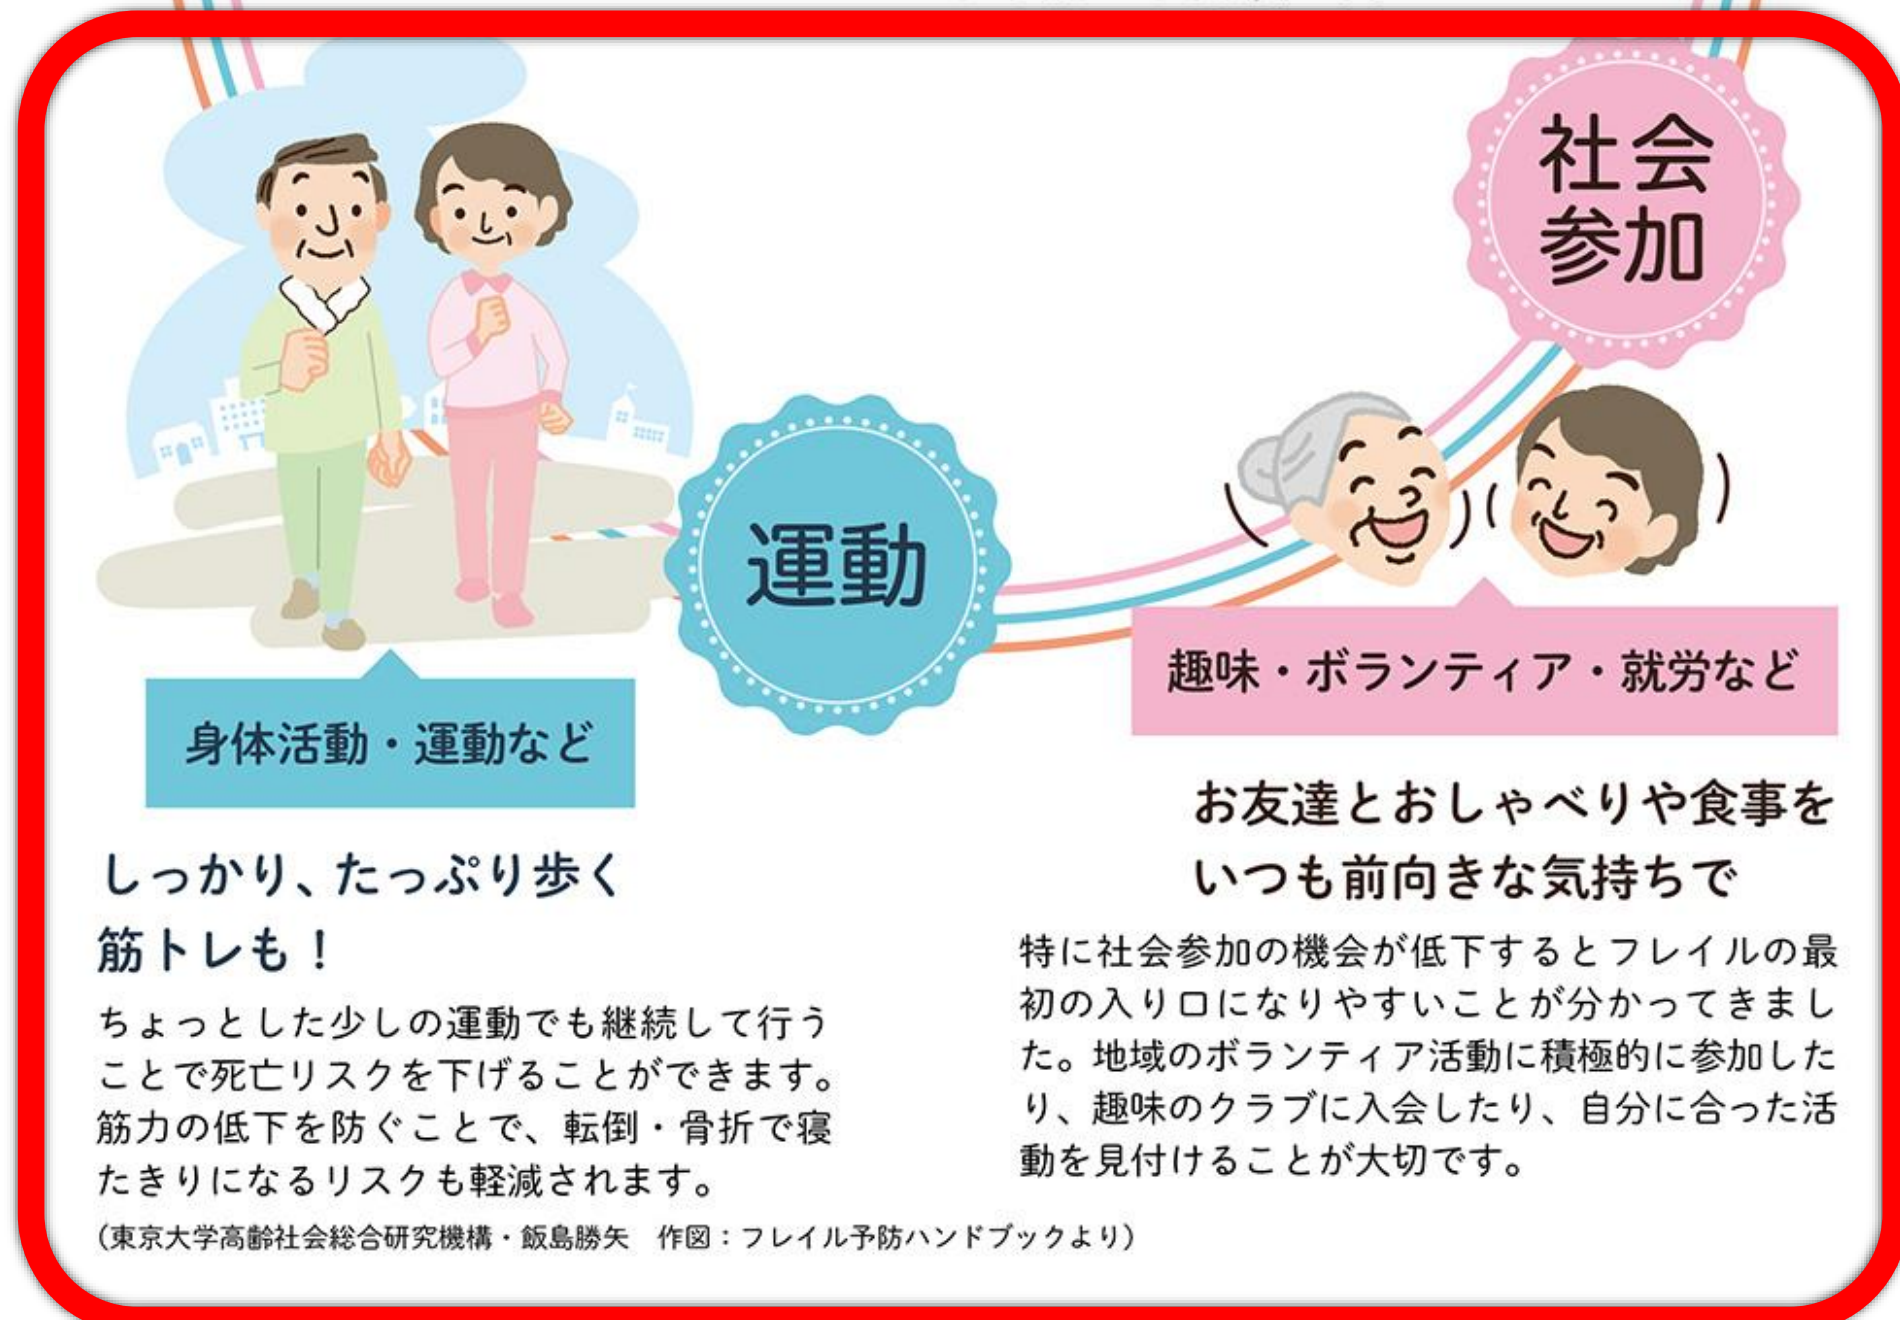 社会
参加
運動
身体活動・運動など
しっかり、たっぷり歩く
筋トレも！
ちょっとした少しの運動でも継続して行う
ことで死亡リスクを下げることができます。
筋力の低下を防ぐことで、転倒・骨折で寝
たきりになるリスクも軽減されます。
趣味・ボランティア・就労など
お友達とおしゃべりや食事を
いつも前向きな気持ちで
特に社会参加の機会が低下するとフレイルの最
初の入り口になりやすいことが分かってきまし
た。地域のボランティア活動に積極的に参加した
り、趣味のクラブに入会したり、自分に合った活
動を見付けることが大切です。
（東京大学高齢社会総合研究機構・飯島勝矢　作図：フレイル予防ハンドブックより）